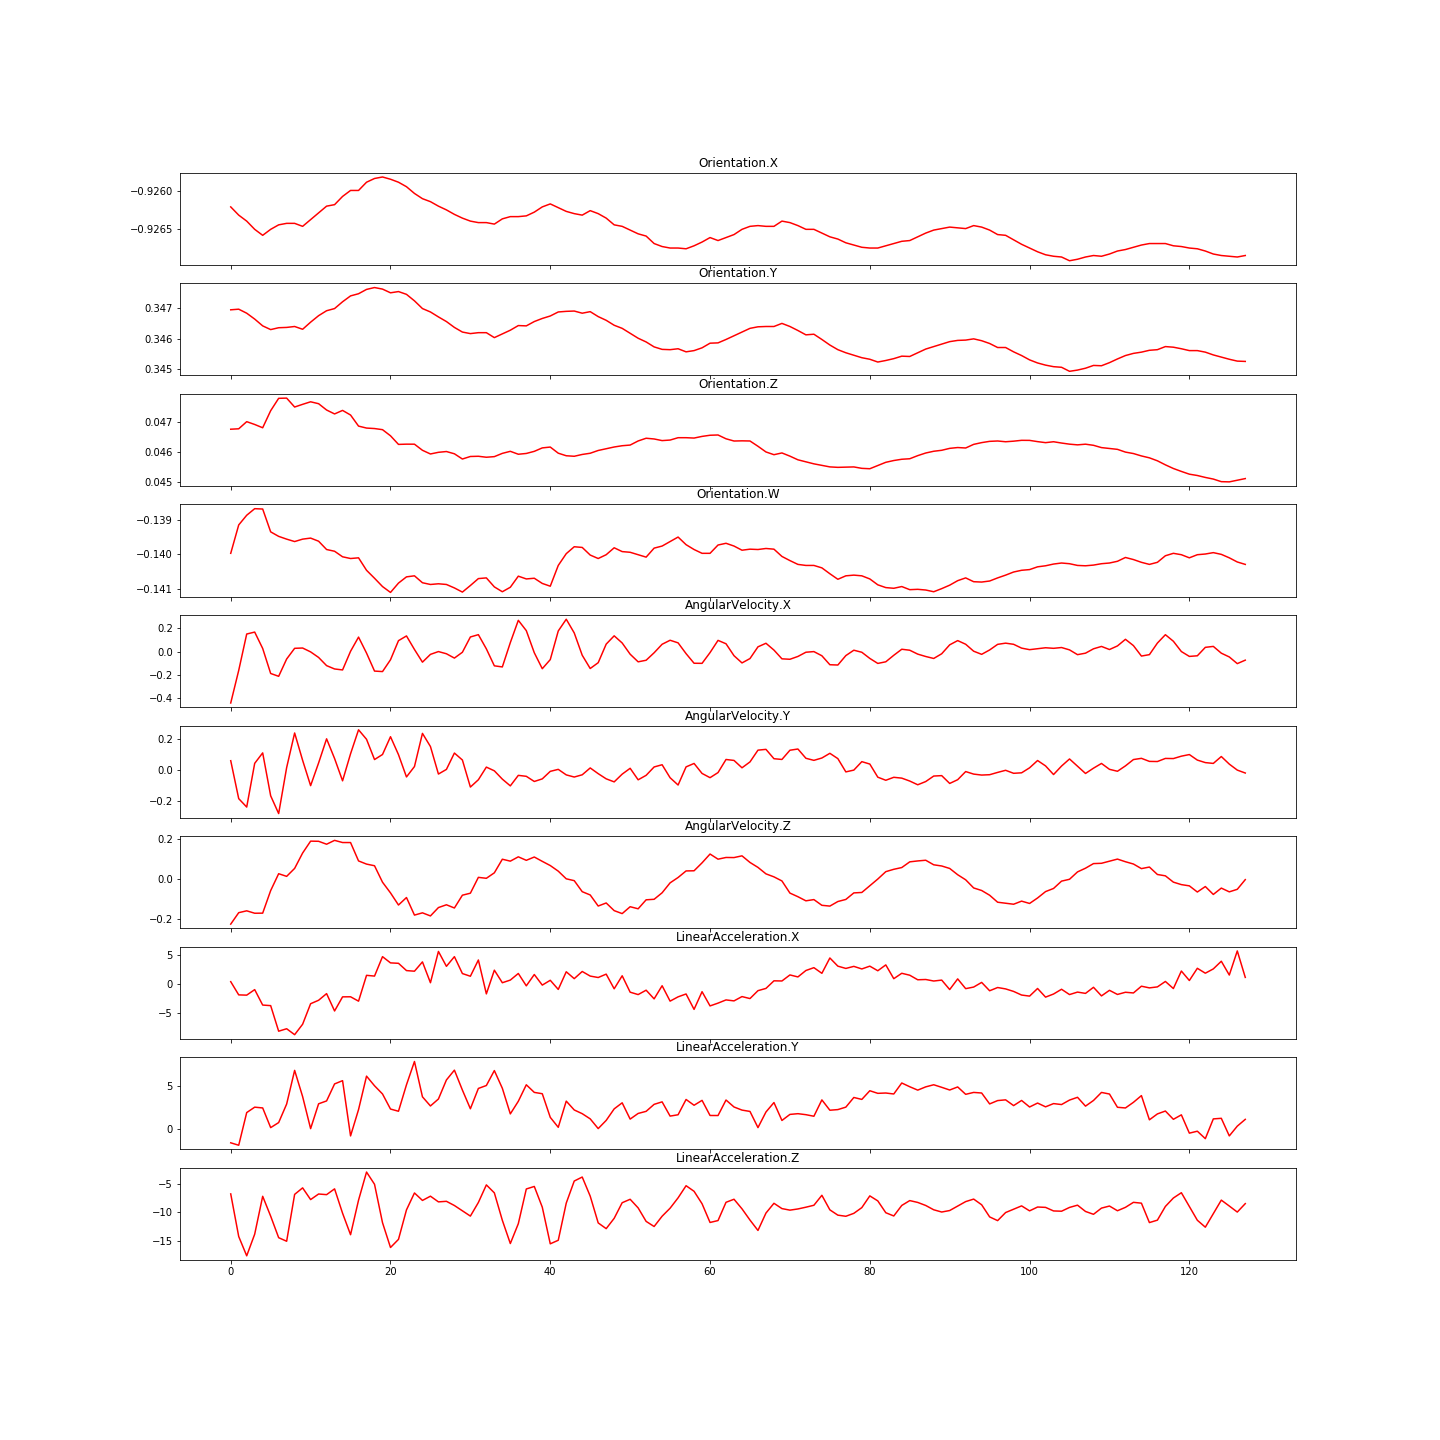 Orientation.X
−0.9260
−0.9265
Orientation.Y
0.347
0.346
0.345
Orientation.Z
0.047
0.046
0.045
Orientation.W
−0.139
−0.140
−0.141
AngularVelocity.X
0.2
0.0
−0.2
−0.4
AngularVelocity.Y
0.2
0.0
−0.2
AngularVelocity.Z
0.2
0.0
−0.2
LinearAcceleration.X
5
0
−5
LinearAcceleration.Y
5
0
LinearAcceleration.Z
−5
−10
−15
0 20 40 60 80 100 120